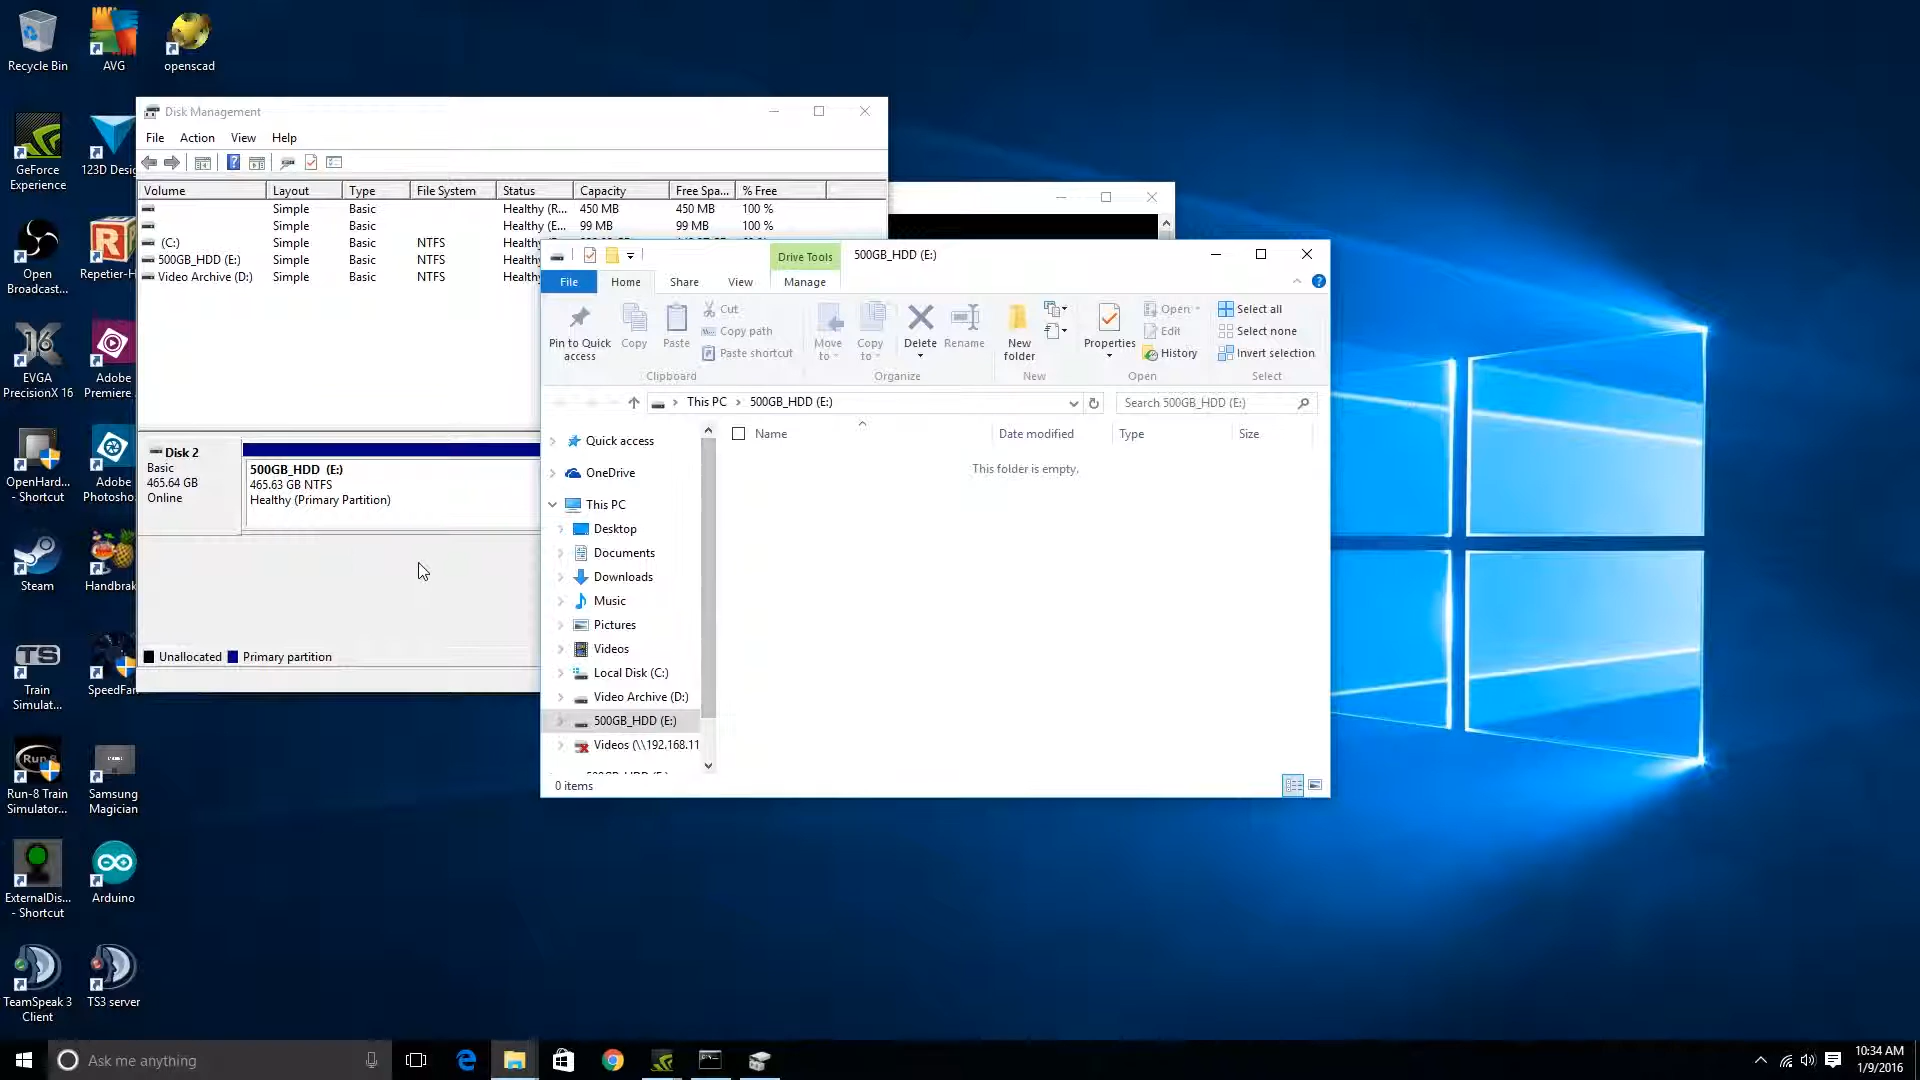 Recycle Bin
AVG
openscad
GeForce
Experience
123D Desig
Open
Broadcast...
Repetier-H
EVGA
PrecisionX 16
Adobe
Premiere
OpenHard...
- Shortcut
Adobe
Photosho
Steam
Handbrak
Train
Simulat...
SpeedFan
Run-8 Train
Simulator...
Samsung
Magician
ExternalDis...
- Shortcut
Arduino
TeamSpeak 3
Client
TS3 server
Disk Management
File Action View Help
Volume Layout Type File System Status Capacity Free Spa... % Free
Simple Basic Healthy (R... 450 MB 450 MB 100 %
Simple Basic Healthy (E... 99 MB 100 %
(C:) Simple Basic NTFS Healthy
500GB_HDD (E:) Simple Basic NTFS Healthy
Video Archive (D:) Simple Basic NTFS Healthy
Disk 2
Basic
465.64 GB
Online
500GB_HDD (E:)
465.63 GB NTFS
Healthy (Primary Partition)
Unallocated Primary partition
Drive Tools 500GB_HDD (E:)
File Home Share View Manage
Pin to Quick
access
Copy
Paste
Cut
Copy path
Paste shortcut
Clipboard
Move
to
Copy
to
Delete
Rename
Organize
New
folder
New
Properties
Open
Edit
History
Open
Select all
Select none
Invert selection
Select
This PC 500GB_HDD (E:)
Search 500GB_HDD (E:)
Name Date modified Type Size
This folder is empty.
Quick access
OneDrive
This PC
Desktop
Documents
Downloads
Music
Pictures
Videos
Local Disk (C:)
Video Archive (D:)
500GB_HDD (E:)
Videos (\\192.168.11
0 items
Ask me anything
10:34 AM
1/9/2016